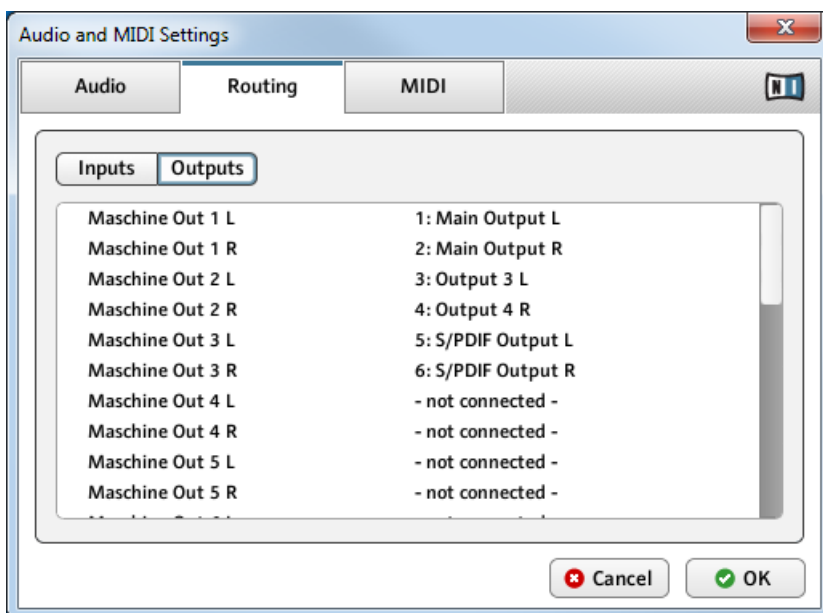 Audio and MIDI Settings
Audio Routing MIDI
NI
Inputs Outputs
Maschine Out 1 L 1: Main Output L
Maschine Out 1 R 2: Main Output R
Maschine Out 2 L 3: Output 3 L
Maschine Out 2 R 4: Output 4 R
Maschine Out 3 L 5: S/PDIF Output L
Maschine Out 3 R 6: S/PDIF Output R
Maschine Out 4 L - not connected -
Maschine Out 4 R - not connected -
Maschine Out 5 L - not connected -
Maschine Out 5 R - not connected -
Cancel OK